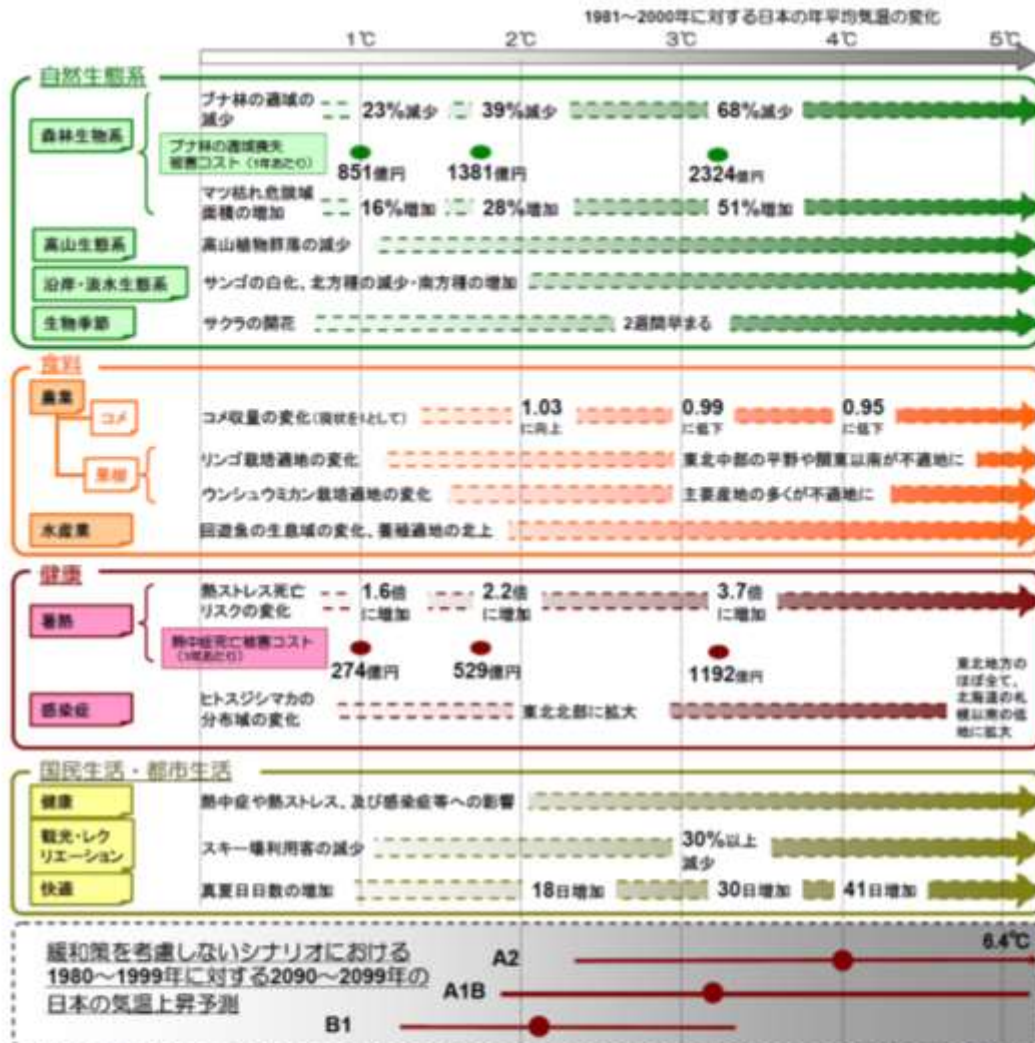 1981～2000年に対する日本の年平均気温の変化
1℃ 2℃ 3℃ 4℃ 5℃
自然生態系
森林生物系
ブナ林の適域の
減少
23%減少 39%減少 68%減少
ブナ林の適域喪失
被害コスト(1年あたり)
851億円 1381億円 2324億円
マツ枯れ危険域
面積の増加
16%増加 28%増加 51%増加
高山生態系
高山植物群落の減少
沿岸・淡水生態系
サンゴの白化、北方種の減少・南方種の増加
生物季節
サクラの開花
2週間早まる
食料
農業
コメ
コメ収量の変化(現状を1として)
1.03
に向上
0.99
に低下
0.95
に低下
果樹
リンゴ栽培適地の変化
東北中部の平野や関東以南が不適地に
ウンシュウミカン栽培適地の変化
主要産地の多くが不適地に
水産業
回遊魚の生息域の変化、養殖適地の北上
健康
暑熱
熱ストレス死亡
リスクの変化
1.6倍
に増加
2.2倍
に増加
3.7倍
に増加
熱中症死亡被害コスト
(1年あたり)
274億円 529億円 1192億円
感染症
ヒトスジシマカの
分布域の変化
東北北部に拡大
東北地方の
ほぼ全て、
北海道の札
幌以南の低
地に拡大
国民生活・都市生活
健康
熱中症や熱ストレス、及び感染症等への影響
観光・レク
リエーション
スキー場利用客の減少
30%以上
減少
快適
真夏日日数の増加
18日増加 30日増加 41日増加
緩和策を考慮しないシナリオにおける
1980～1999年に対する2090～2099年の
日本の気温上昇予測
A2
6.4℃
A1B
B1